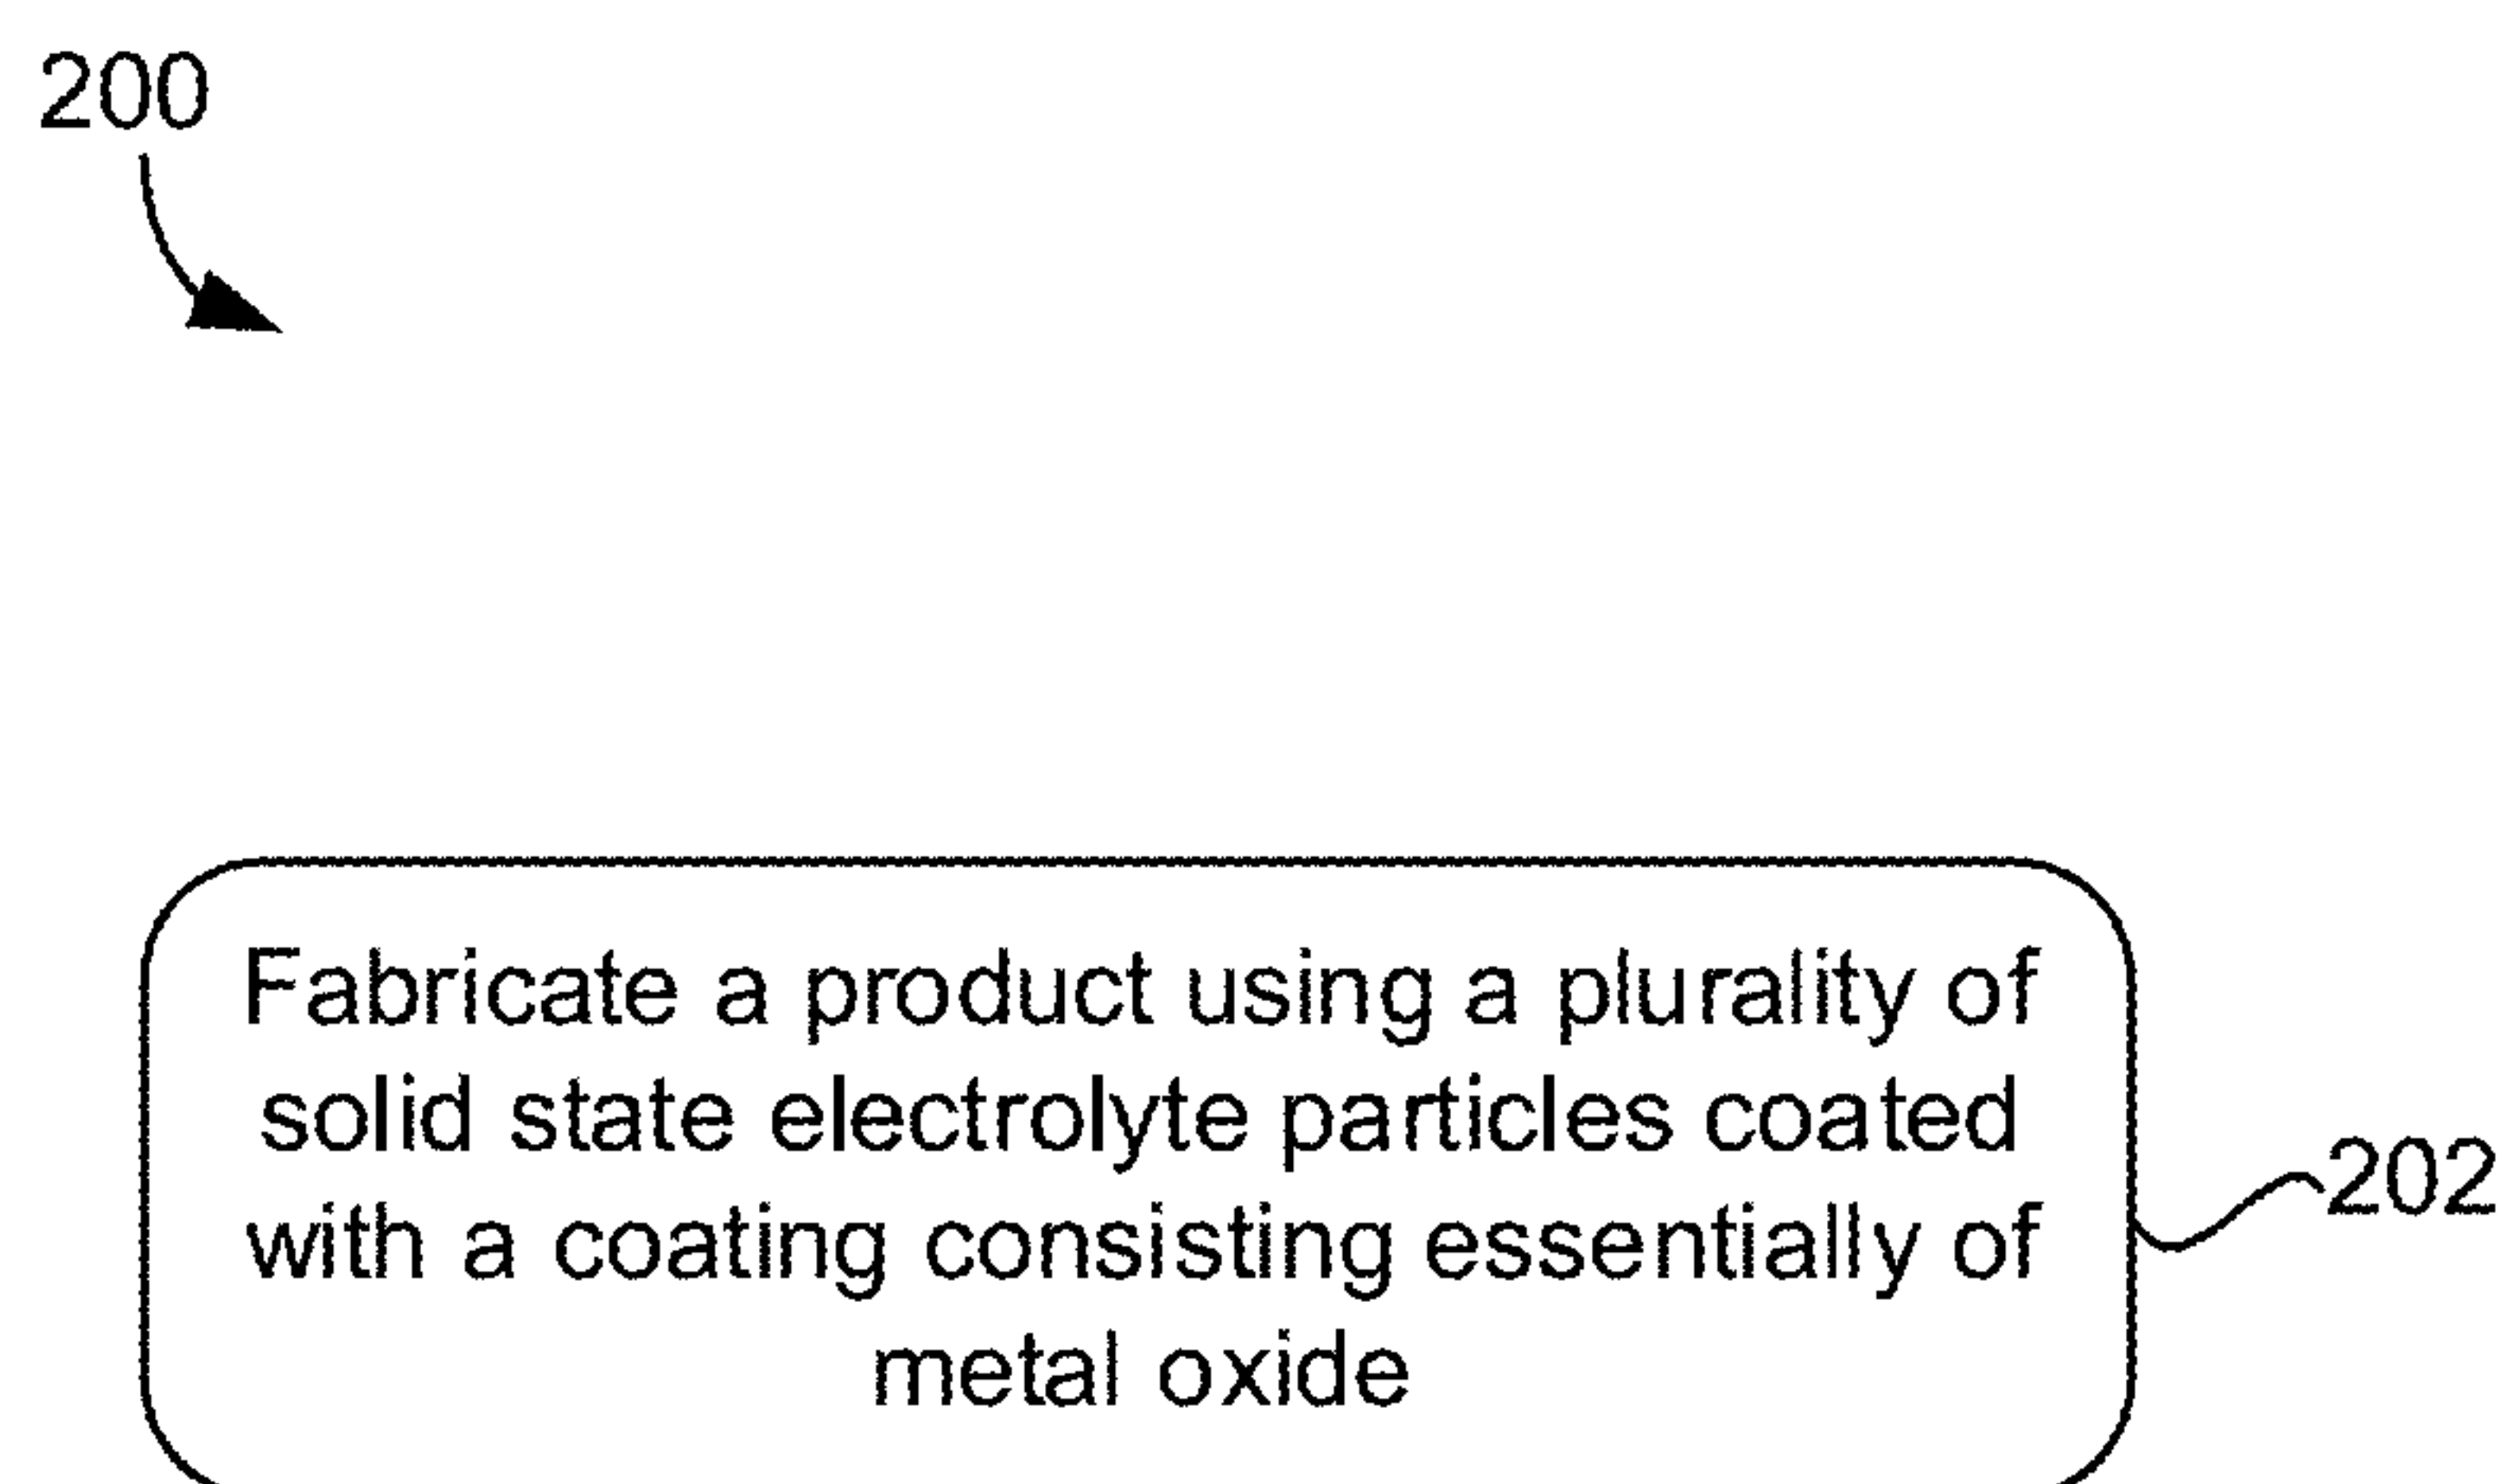 200
Fabricate a product using a plurality of
solid state electrolyte particles coated
with a coating consisting essentially of
metal oxide
202